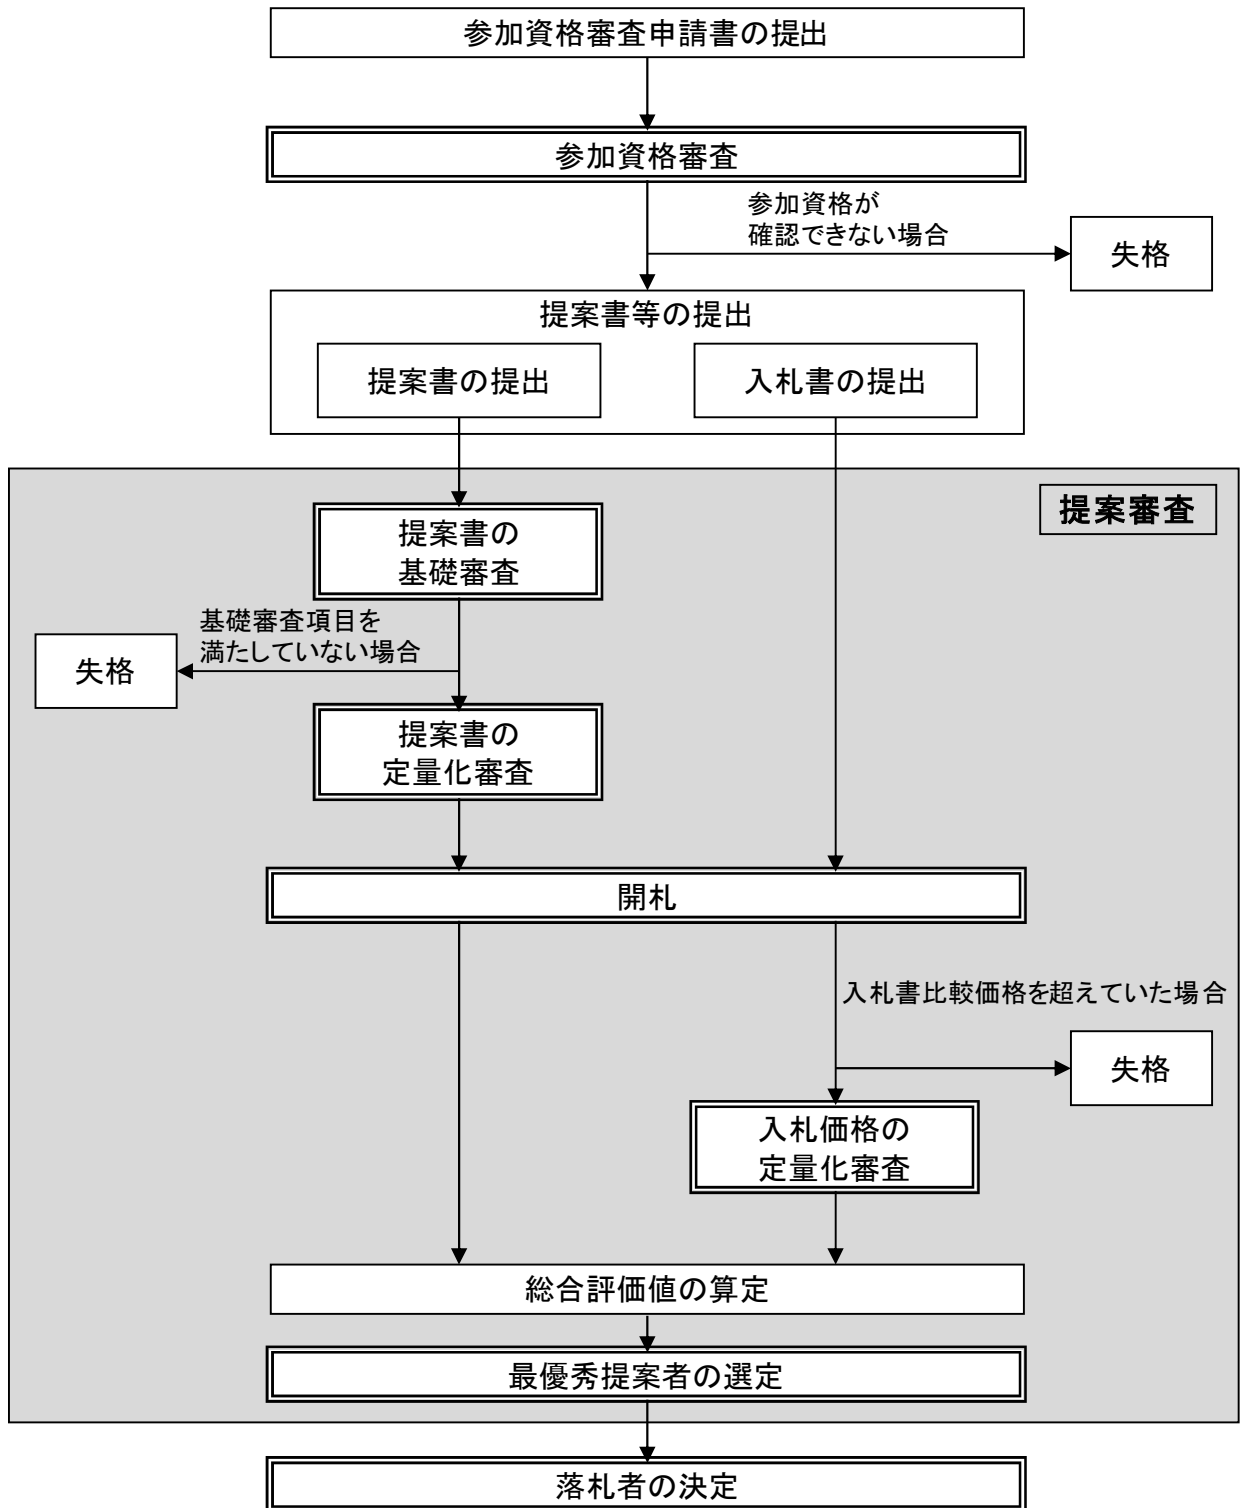 参加資格審査申請書の提出
参加資格審査
参加資格が
確認できない場合
失格
提案書等の提出
提案書の提出
入札書の提出
提案審査
提案書の
基礎審査
基礎審査項目を
満たしていない場合
失格
提案書の
定量化審査
開札
入札書比較価格を超えていた場合
失格
入札価格の
定量化審査
総合評価値の算定
最優秀提案者の選定
落札者の決定